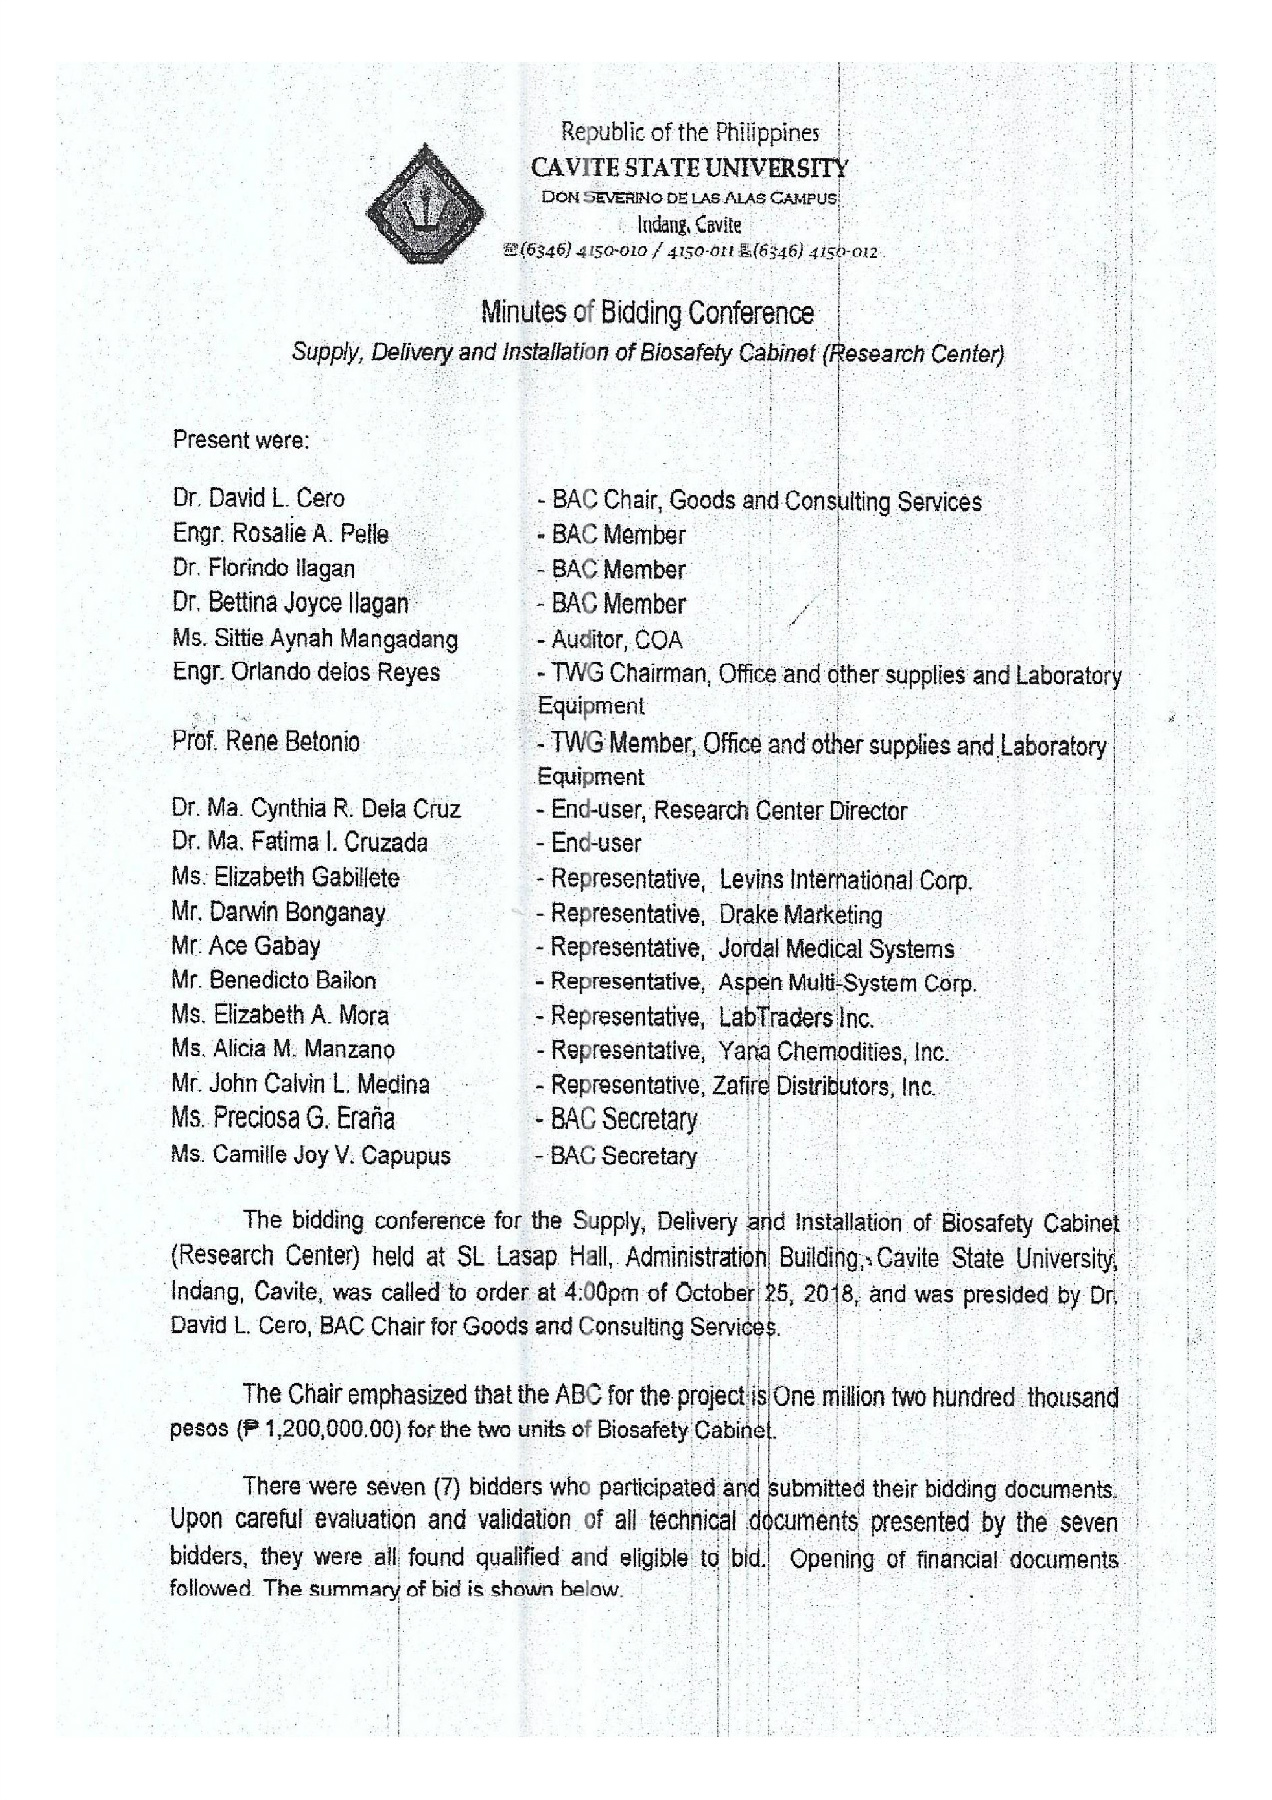 Republic of the Philippines
CAVITE STATE UNIVERSITY
DON SEVERINO DE LAS ALAS CAMPUS
Indang, Cavite
☎(6346) 4150-010 / 4150-011 (6346) 4150-012
Minutes of Bidding Conference
Supply, Delivery and Installation of Biosafety Cabinet (Research Center)
Present were:
Dr. David L. Cero - BAC Chair, Goods and Consulting Services
Engr. Rosalie A. Pelle - BAC Member
Dr. Florindo Ilagan - BAC Member
Dr. Bettina Joyce Ilagan - BAC Member
Ms. Sittie Aynah Mangadang - Auditor, COA
Engr. Orlando delos Reyes - TWG Chairman, Office and other supplies and Laboratory
Equipment
Prof. Rene Betonio - TWG Member, Office and other supplies and Laboratory
Equipment
Dr. Ma. Cynthia R. Dela Cruz - End-user, Research Center Director
Dr. Ma. Fatima I. Cruzada - End-user
Ms. Elizabeth Gabillete - Representative, Levins International Corp.
Mr. Darwin Bonganay - Representative, Drake Marketing
Mr. Ace Gabay - Representative, Jordal Medical Systems
Mr. Benedicto Bailon - Representative, Aspen Multi-System Corp.
Ms. Elizabeth A. Mora - Representative, LabTraders Inc.
Ms. Alicia M. Manzano - Representative, Yana Chemodities, Inc.
Mr. John Calvin L. Medina - Representative, Zafire Distributors, Inc.
Ms. Preciosa G. Eraña - BAC Secretary
Ms. Camille Joy V. Capupus - BAC Secretary
The bidding conference for the Supply, Delivery and Installation of Biosafety Cabinet
(Research Center) held at SL Lasap Hall, Administration Building, Cavite State University,
Indang, Cavite, was called to order at 4:00pm of October 25, 2018, and was presided by Dr.
David L. Cero, BAC Chair for Goods and Consulting Services.
The Chair emphasized that the ABC for the project is One million two hundred thousand
pesos (₱ 1,200,000.00) for the two units of Biosafety Cabinet.
There were seven (7) bidders who participated and submitted their bidding documents.
Upon careful evaluation and validation of all technical documents presented by the seven
bidders, they were all found qualified and eligible to bid. Opening of financial documents
followed. The summary of bid is shown below.